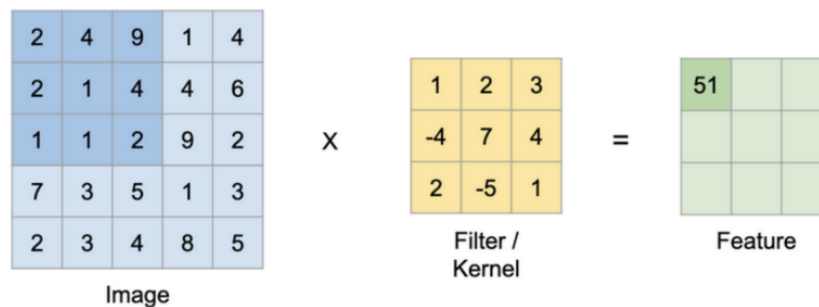 2 4 9 1 4
2 1 4 4 6
1 1 2 9 2
7 3 5 1 3
2 3 4 8 5
Image
x
1 2 3
-4 7 4
2 -5 1
Filter /
Kernel
=
51
Feature